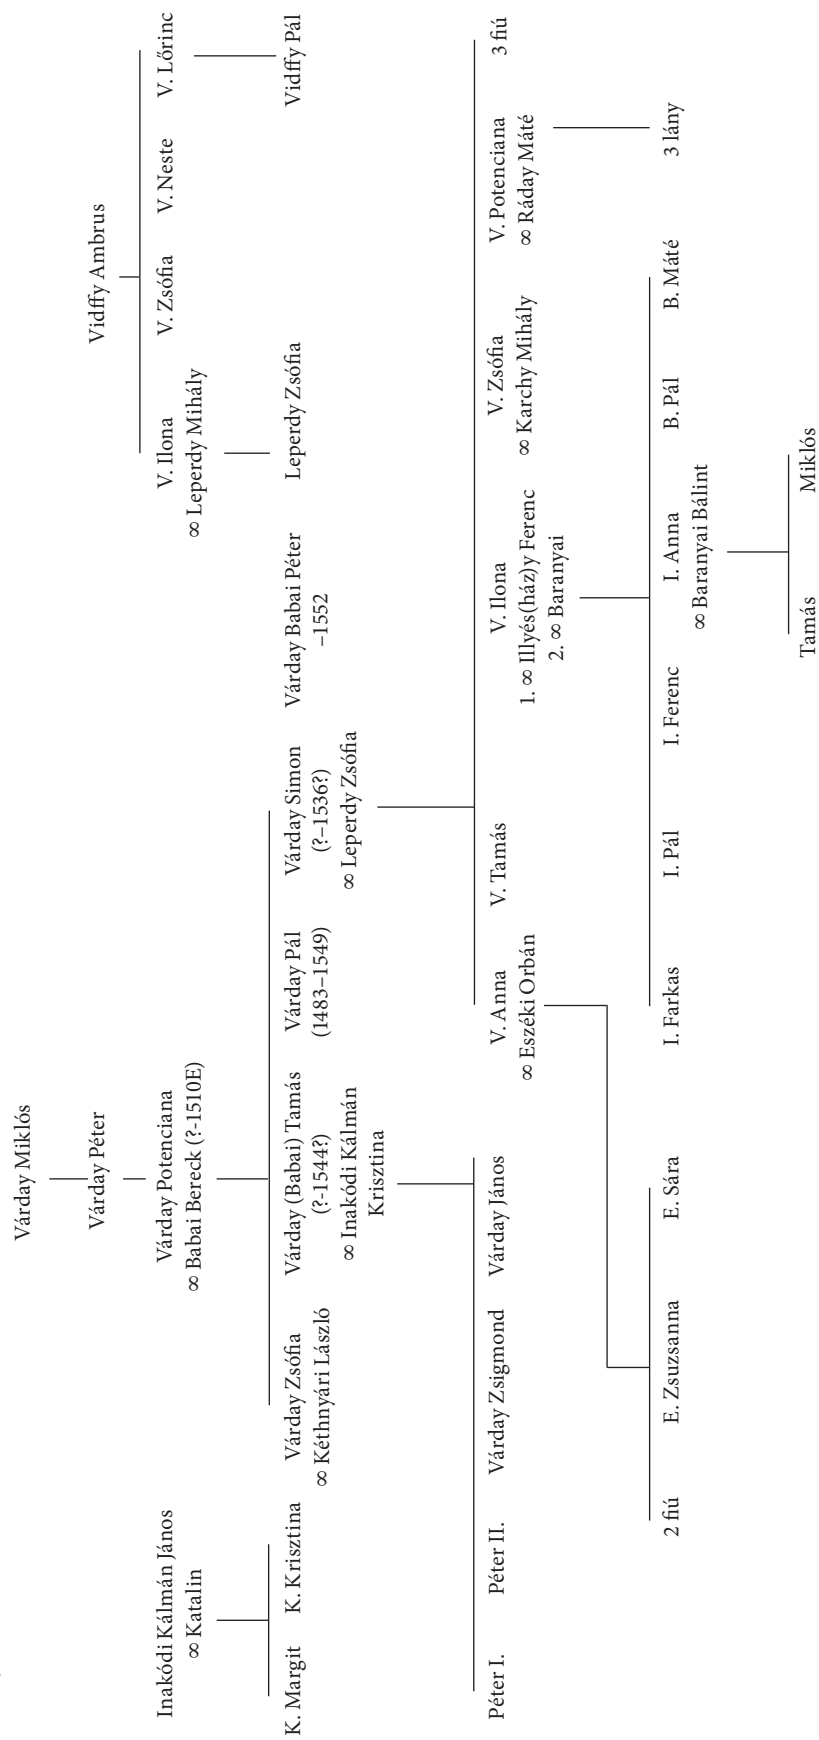 Várday Miklós
Várday Péter
Vidffy Ambrus
Inakódi Kálmán János
∞ Katalin
Várday Potenciana
∞ Babai Bereck (?-1510E)
V. Ilona
∞ Leperdy Mihály
V. Zsófia
V. Neste
V. Lőrinc
K. Margit
K. Krisztina
Várday Zsófia
∞ Kéthnyári László
Várday (Babai) Tamás
(?-1544?)
∞ Inakódi Kálmán
Krisztina
Várday Pál
(1483–1549)
Várday Simon
(?–1536?)
∞ Leperdy Zsófia
Várday Babai Péter
–1552
Leperdy Zsófia
Vidffy Pál
Péter I.
Péter II.
Várday Zsigmond
Várday János
V. Anna
∞ Eszéki Orbán
V. Tamás
V. Ilona
1. ∞ Illyés(ház)y Ferenc
2. ∞ Baranyai
V. Zsófia
∞ Karchy Mihály
V. Potenciana
∞ Ráday Máté
3 fiú
2 fiú
E. Zsuzsanna
E. Sára
I. Farkas
I. Pál
I. Ferenc
I. Anna
∞ Baranyai Bálint
B. Pál
B. Máté
3 lány
Tamás
Miklós